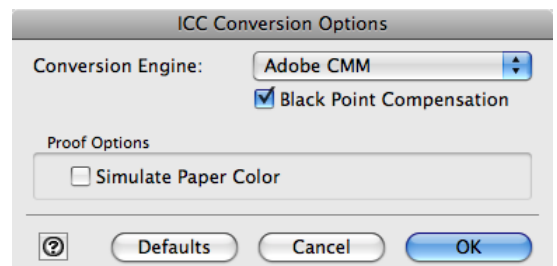 ICC Conversion Options
Conversion Engine: Adobe CMM
Black Point Compensation
Proof Options
Simulate Paper Color
? Defaults Cancel OK